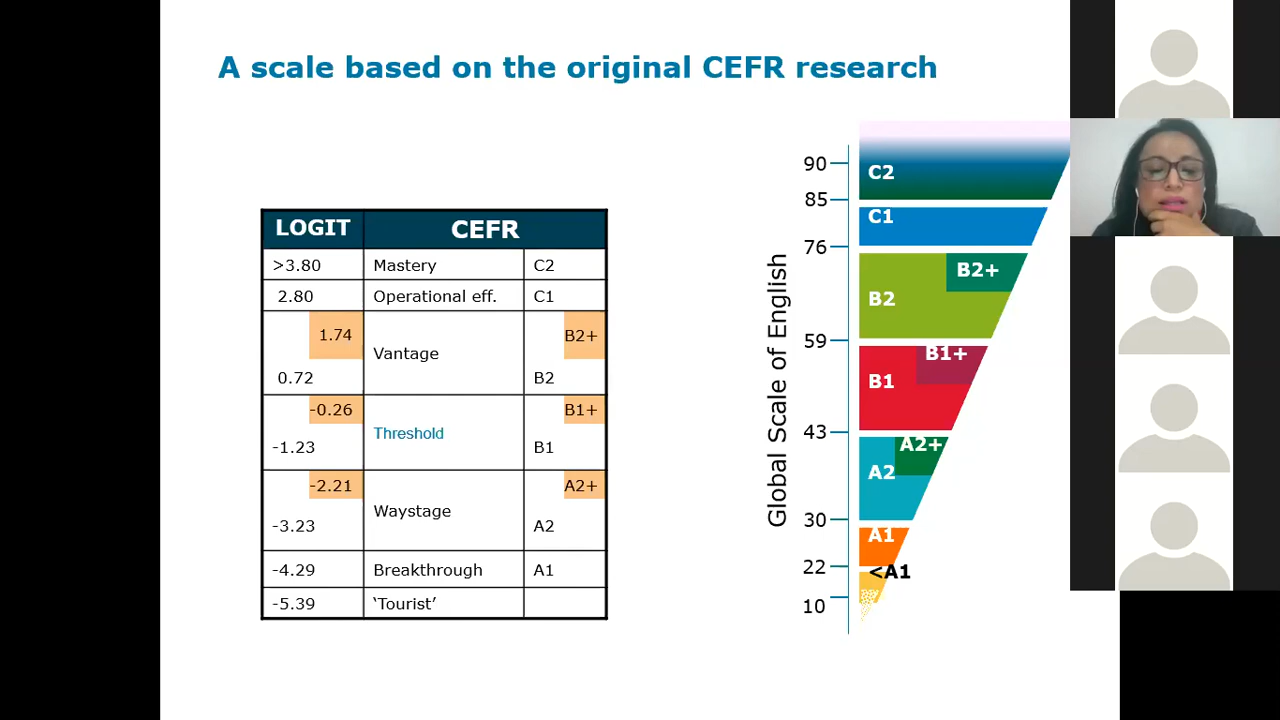 A scale based on the original CEFR research
LOGIT CEFR
>3.80 Mastery C2
2.80 Operational eff. C1
1.74 B2+
Vantage
0.72 B2
-0.26 B1+
Threshold
-1.23 B1
-2.21 A2+
Waystage
-3.23 A2
-4.29 Breakthrough A1
-5.39 ‘Tourist’
Global Scale of English
90
C2
85
C1
76
B2+
B2
59
B1+
B1
43
A2+
A2
30
A1
22
<A1
10